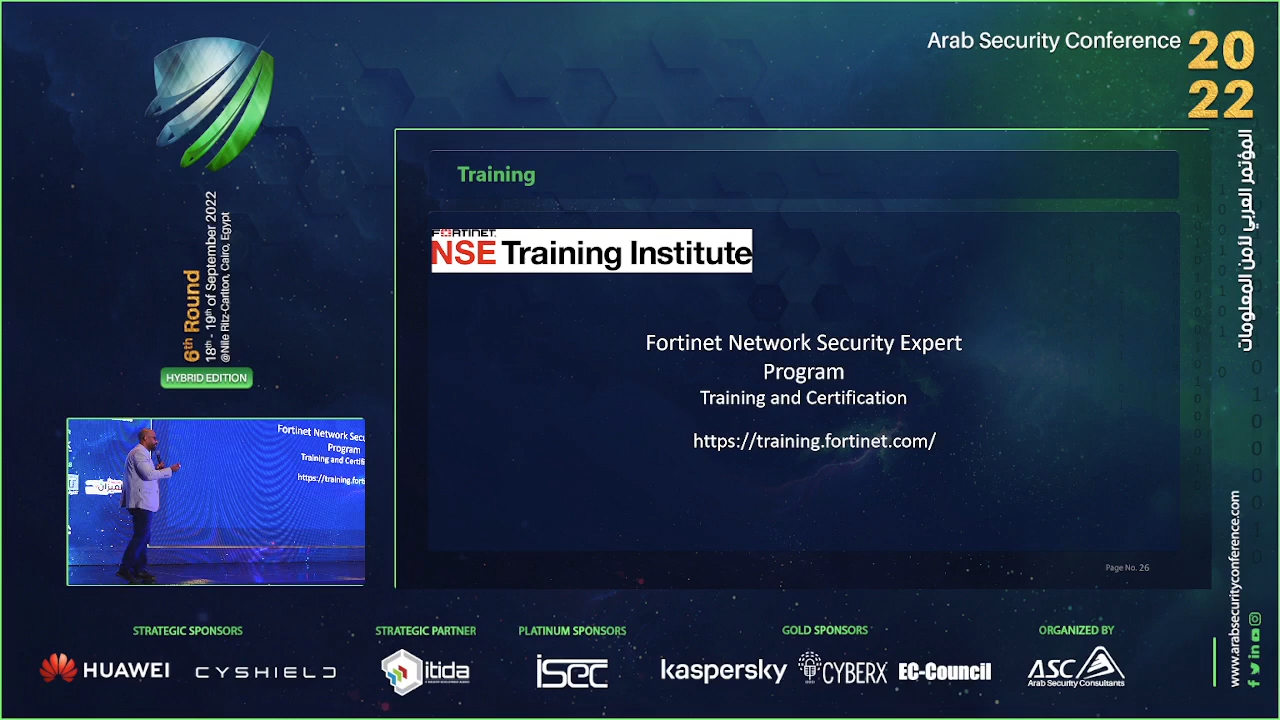 Arab Security Conference
20
22
المؤتمر العربي لأمن المعلومات
6th Round
18th - 19th of September 2022
@Nile Ritz-Carlton, Cairo, Egypt
HYBRID EDITION
Training
FORTINET
NSE Training Institute
Fortinet Network Security Expert
Program
Training and Certification
https://training.fortinet.com/
Page No. 26
Fortinet Network Secu
Program
Training and Certifi
https://training.forti
www.arabsecurityconference.com
STRATEGIC SPONSORS
HUAWEI
CYSHIELD
STRATEGIC PARTNER
itida
PLATINUM SPONSORS
isec
GOLD SPONSORS
kaspersky
CYBERX
EC-Council
ORGANIZED BY
ASC
Arab Security Consultants